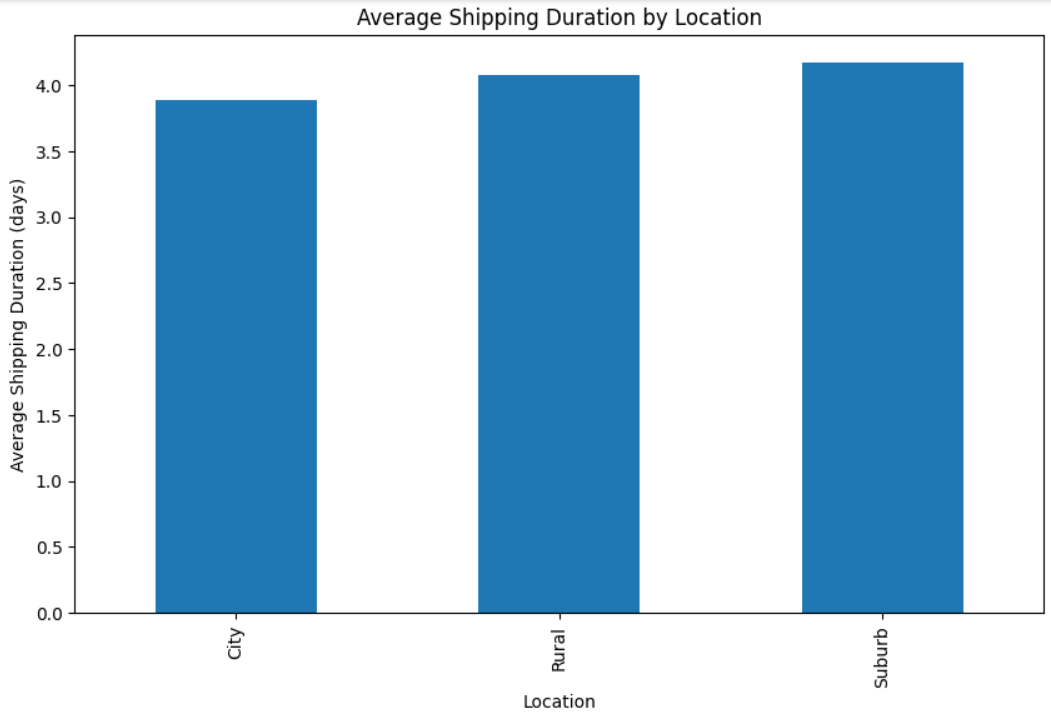 Average Shipping Duration by Location
Average Shipping Duration (days)
4.0
3.5
3.0
2.5
2.0
1.5
1.0
0.5
0.0
City
Rural
Suburb
Location